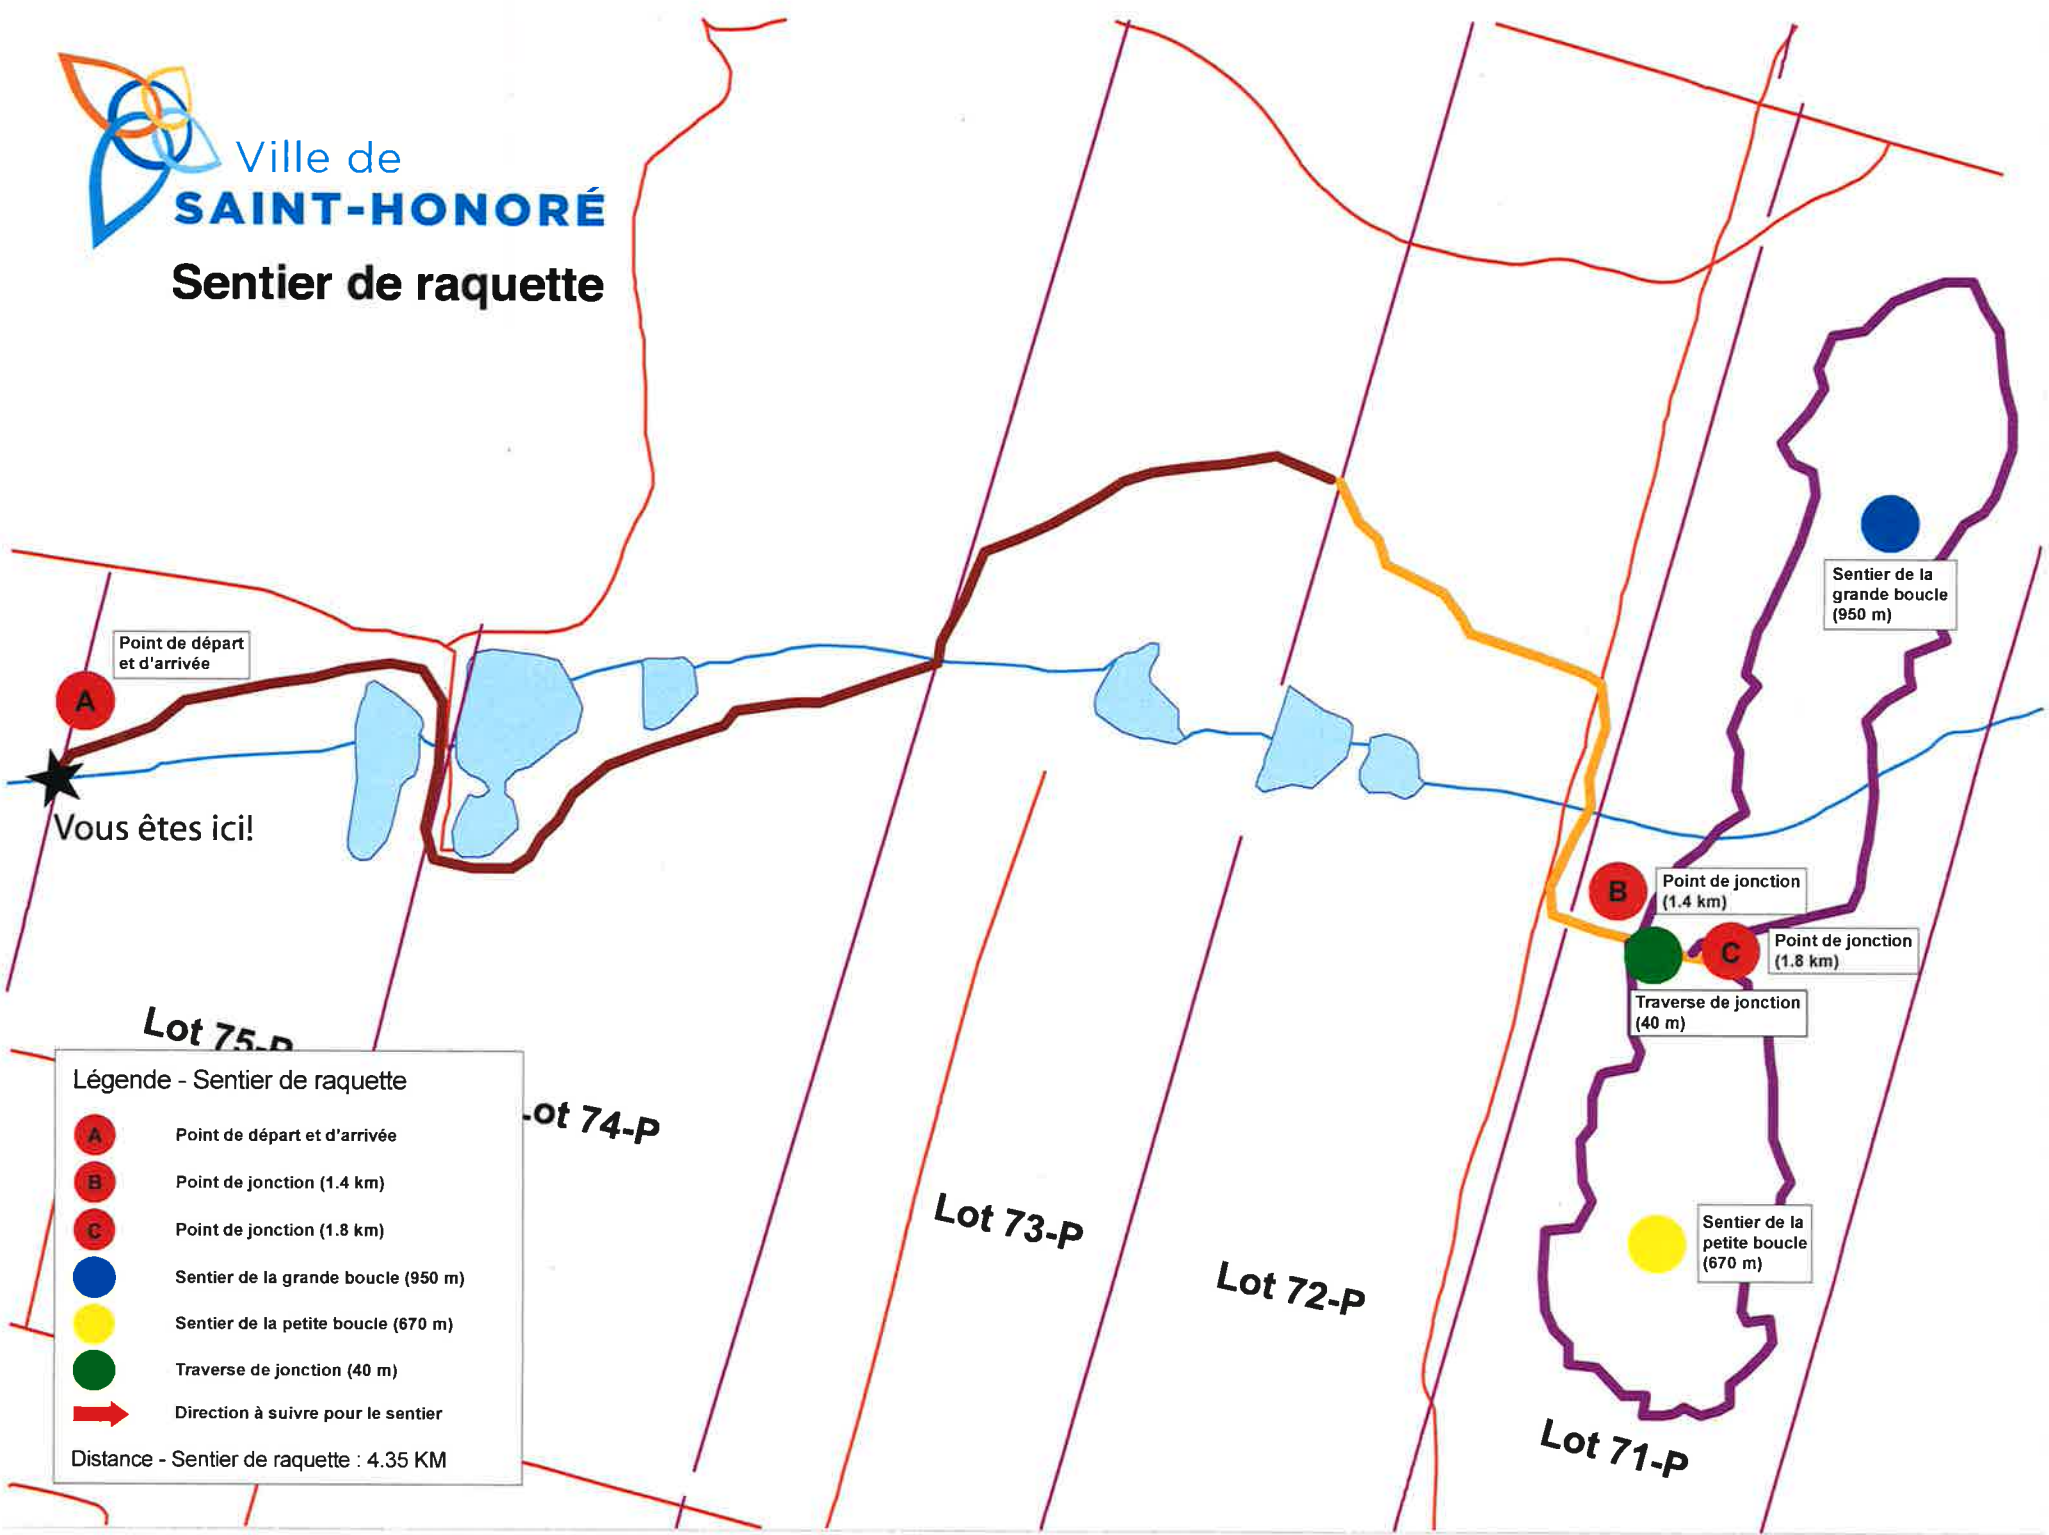 Ville de
SAINT-HONORÉ
Sentier de raquette
Point de départ
et d'arrivée
A
Vous êtes ici!
Sentier de la
grande boucle
(950 m)
B
Point de jonction
(1.4 km)
C
Point de jonction
(1.8 km)
Traverse de jonction
(40 m)
Sentier de la
petite boucle
(670 m)
Lot 75-P
Lot 74-P
Lot 73-P
Lot 72-P
Lot 71-P
Légende - Sentier de raquette
A Point de départ et d'arrivée
B Point de jonction (1.4 km)
C Point de jonction (1.8 km)
Sentier de la grande boucle (950 m)
Sentier de la petite boucle (670 m)
Traverse de jonction (40 m)
Direction à suivre pour le sentier
Distance - Sentier de raquette : 4.35 KM